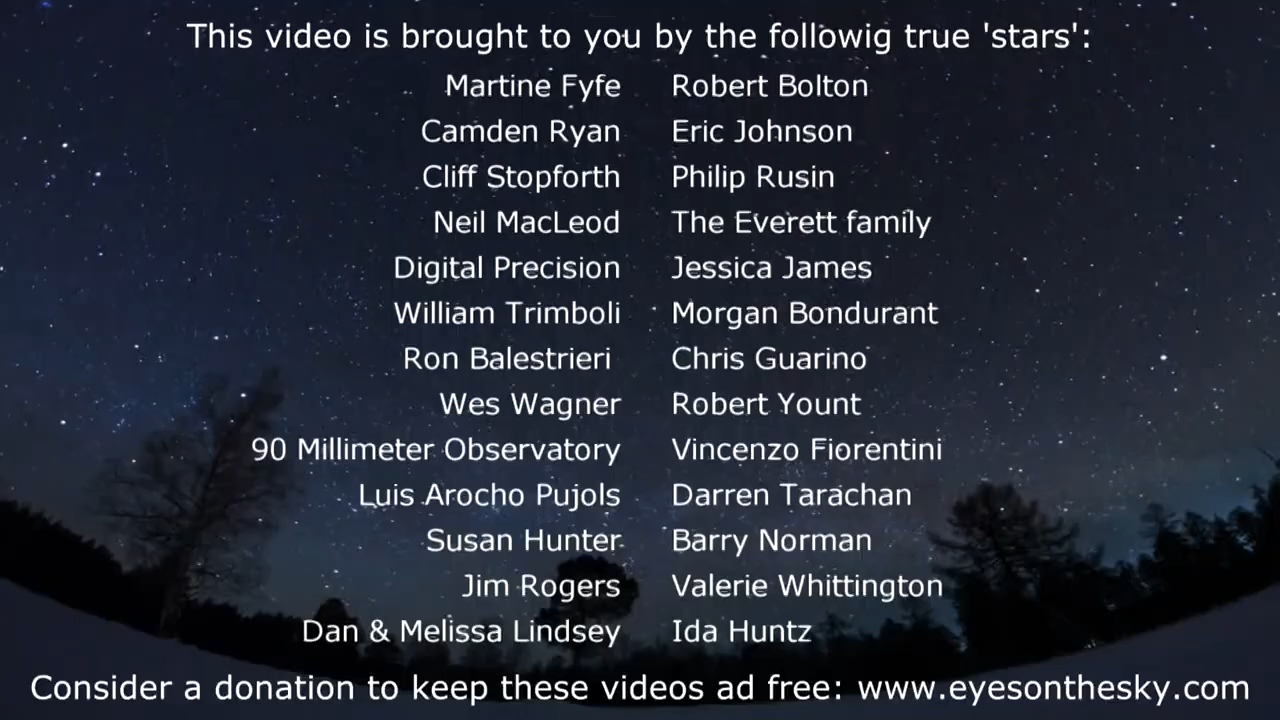 This video is brought to you by the followig true 'stars':
Martine Fyfe Robert Bolton
Camden Ryan Eric Johnson
Cliff Stopforth Philip Rusin
Neil MacLeod The Everett family
Digital Precision Jessica James
William Trimboli Morgan Bondurant
Ron Balestrieri Chris Guarino
Wes Wagner Robert Yount
90 Millimeter Observatory Vincenzo Fiorentini
Luis Arocho Pujols Darren Tarachan
Susan Hunter Barry Norman
Jim Rogers Valerie Whittington
Dan & Melissa Lindsey Ida Huntz
Consider a donation to keep these videos ad free: www.eyesonthesky.com